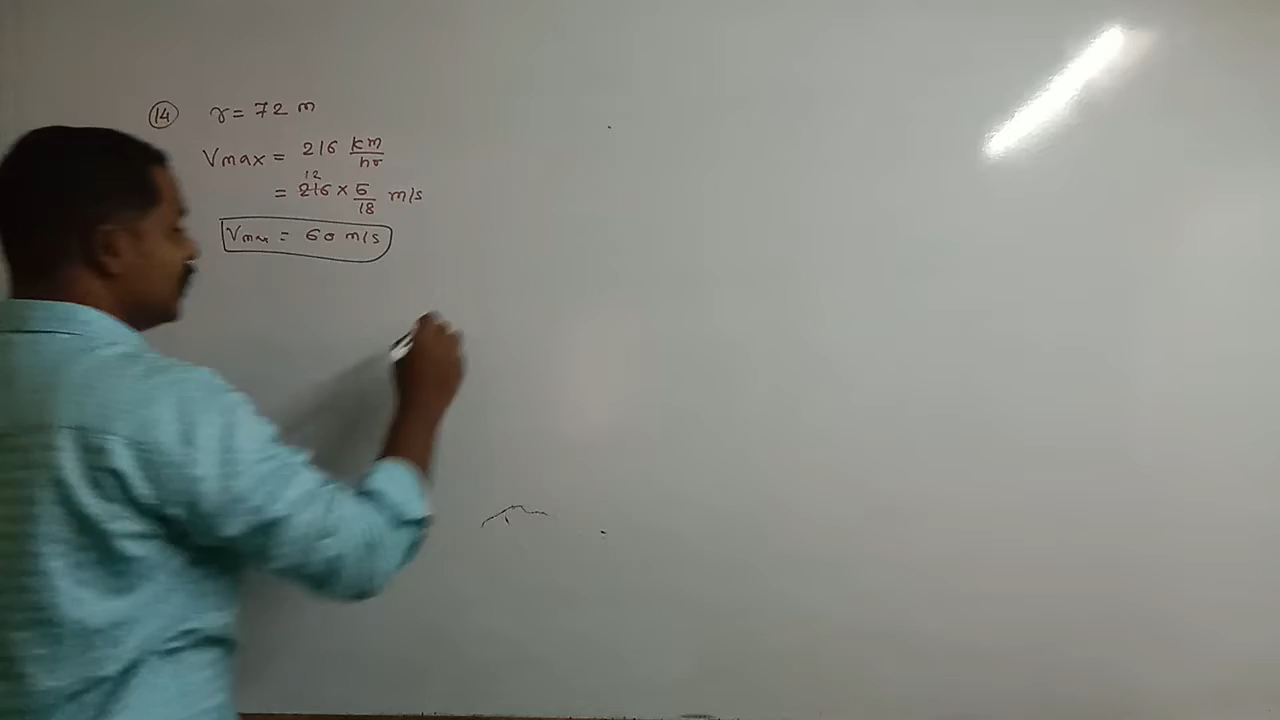 14 r = 72 m
Vmax = 216 km/hr
12
= 216 × 5/18 m/s
Vmax = 60 m/s